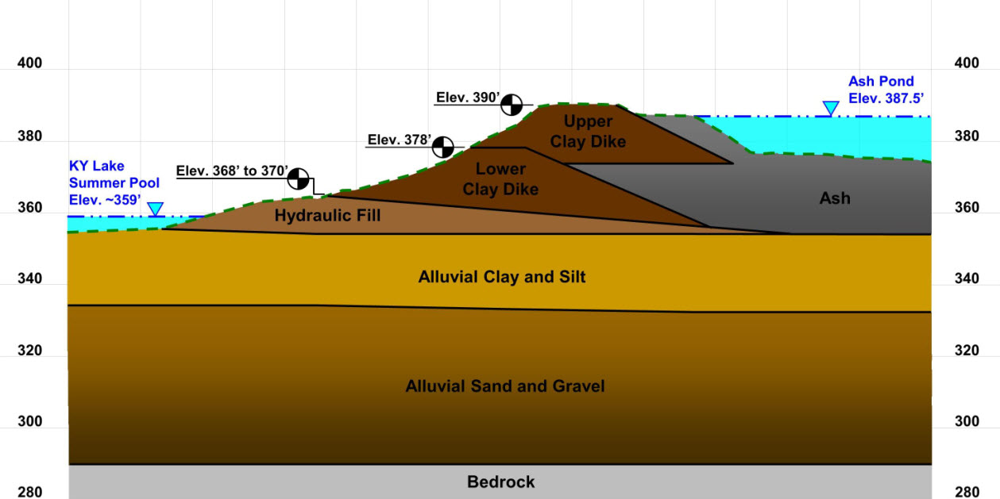 400
400
Ash Pond
Elev. 387.5’
Elev. 390’
Upper
Clay Dike
380
380
Elev. 378’
KY Lake
Summer Pool
Elev. ~359’
Elev. 368’ to 370’
Lower
Clay Dike
Ash
360
360
Hydraulic Fill
340
340
Alluvial Clay and Silt
320
320
Alluvial Sand and Gravel
300
300
Bedrock
280
280